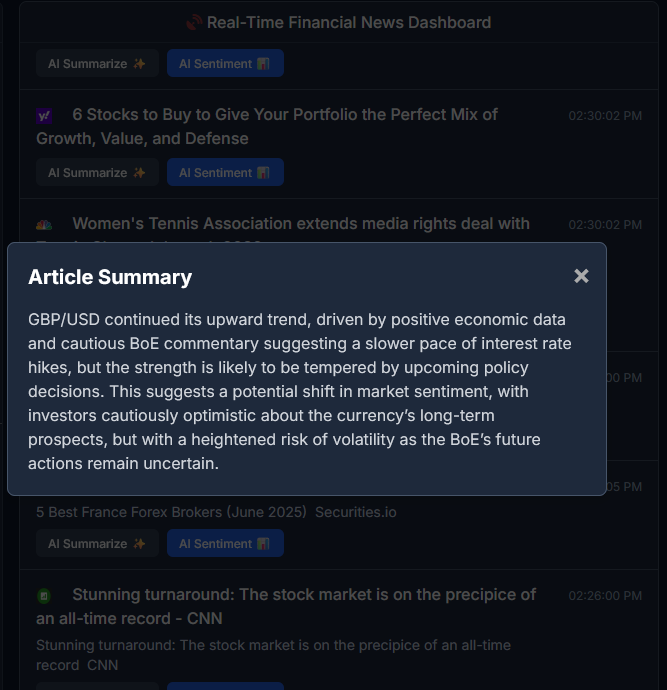 Real-Time Financial News Dashboard
AI Summarize
AI Sentiment
6 Stocks to Buy to Give Your Portfolio the Perfect Mix of
02:30:02 PM
Growth, Value, and Defense
AI Summarize
AI Sentiment
Women's Tennis Association extends media rights deal with
02:30:02 PM
Article Summary
×
GBP/USD continued its upward trend, driven by positive economic data
and cautious BoE commentary suggesting a slower pace of interest rate
hikes, but the strength is likely to be tempered by upcoming policy
decisions. This suggests a potential shift in market sentiment, with
investors cautiously optimistic about the currency’s long-term
prospects, but with a heightened risk of volatility as the BoE’s future
actions remain uncertain.
PM
PM
5 Best France Forex Brokers (June 2025) Securities.io
AI Summarize
AI Sentiment
Stunning turnaround: The stock market is on the precipice of
02:26:00 PM
an all-time record - CNN
Stunning turnaround: The stock market is on the precipice of an all-time
record CNN